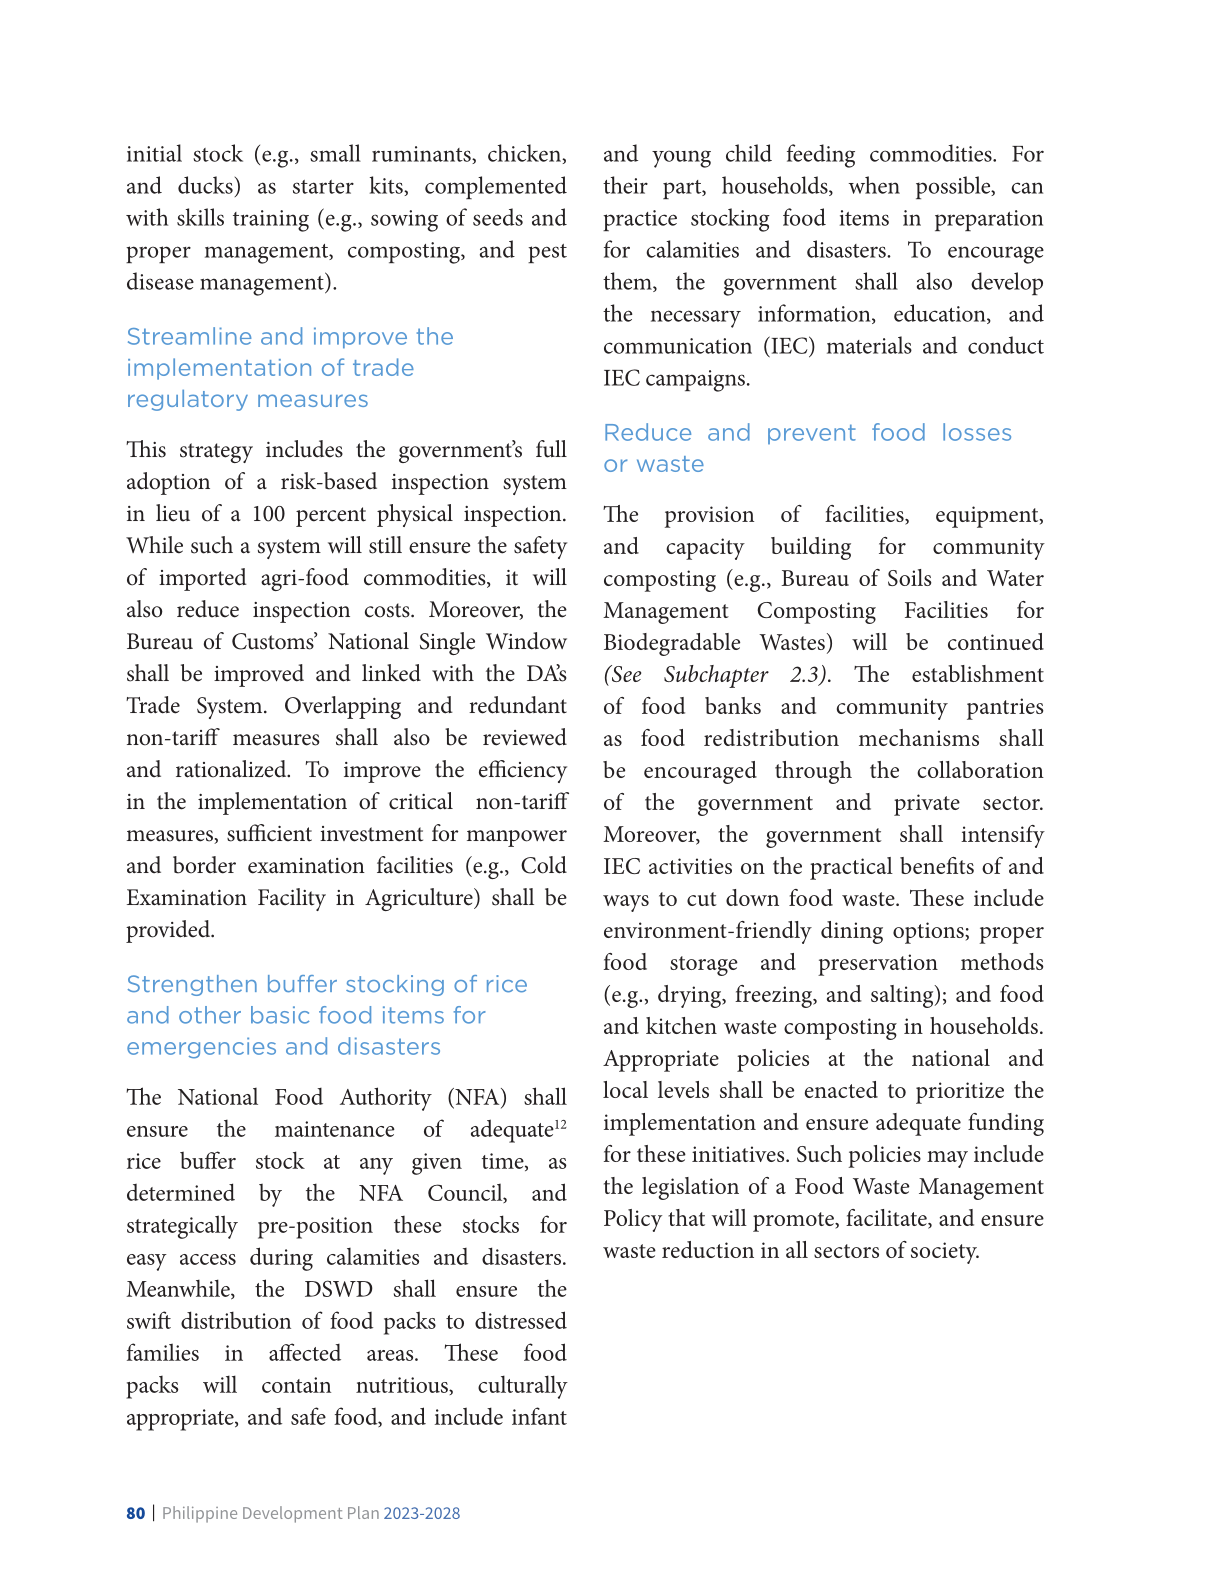 initial stock (e.g., small ruminants, chicken,
and ducks) as starter kits, complemented
with skills training (e.g., sowing of seeds and
proper management, composting, and pest
disease management).
Streamline and improve the
implementation of trade
regulatory measures
This strategy includes the government’s full
adoption of a risk-based inspection system
in lieu of a 100 percent physical inspection.
While such a system will still ensure the safety
of imported agri-food commodities, it will
also reduce inspection costs. Moreover, the
Bureau of Customs’ National Single Window
shall be improved and linked with the DA’s
Trade System. Overlapping and redundant
non-tariff measures shall also be reviewed
and rationalized. To improve the efficiency
in the implementation of critical non-tariff
measures, sufficient investment for manpower
and border examination facilities (e.g., Cold
Examination Facility in Agriculture) shall be
provided.
Strengthen buffer stocking of rice
and other basic food items for
emergencies and disasters
The National Food Authority (NFA) shall
ensure the maintenance of adequate¹²
rice buffer stock at any given time, as
determined by the NFA Council, and
strategically pre-position these stocks for
easy access during calamities and disasters.
Meanwhile, the DSWD shall ensure the
swift distribution of food packs to distressed
families in affected areas. These food
packs will contain nutritious, culturally
appropriate, and safe food, and include infant
and young child feeding commodities. For
their part, households, when possible, can
practice stocking food items in preparation
for calamities and disasters. To encourage
them, the government shall also develop
the necessary information, education, and
communication (IEC) materials and conduct
IEC campaigns.
Reduce and prevent food losses
or waste
The provision of facilities, equipment,
and capacity building for community
composting (e.g., Bureau of Soils and Water
Management Composting Facilities for
Biodegradable Wastes) will be continued
(See Subchapter 2.3). The establishment
of food banks and community pantries
as food redistribution mechanisms shall
be encouraged through the collaboration
of the government and private sector.
Moreover, the government shall intensify
IEC activities on the practical benefits of and
ways to cut down food waste. These include
environment-friendly dining options; proper
food storage and preservation methods
(e.g., drying, freezing, and salting); and food
and kitchen waste composting in households.
Appropriate policies at the national and
local levels shall be enacted to prioritize the
implementation and ensure adequate funding
for these initiatives. Such policies may include
the legislation of a Food Waste Management
Policy that will promote, facilitate, and ensure
waste reduction in all sectors of society.
80 | Philippine Development Plan 2023-2028